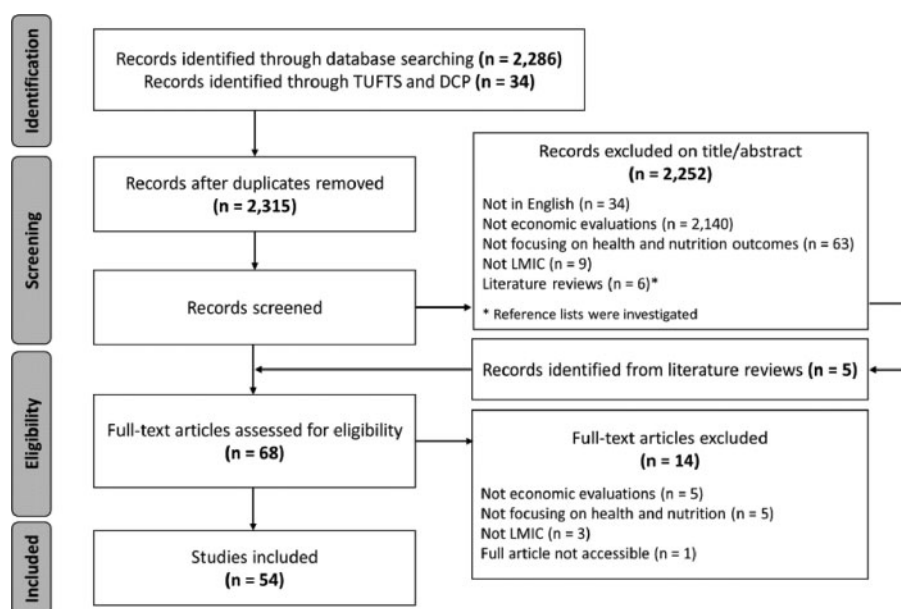 Identification
Records identified through database searching (n = 2,286)
Records identified through TUFTS and DCP (n = 34)
Screening
Records after duplicates removed
(n = 2,315)
Records excluded on title/abstract
(n = 2,252)
Not in English (n = 34)
Not economic evaluations (n = 2,140)
Not focusing on health and nutrition outcomes (n = 63)
Not LMIC (n = 9)
Literature reviews (n = 6)*
* Reference lists were investigated
Records screened
Eligibility
Records identified from literature reviews (n = 5)
Full-text articles assessed for eligibility
(n = 68)
Full-text articles excluded
(n = 14)
Not economic evaluations (n = 5)
Not focusing on health and nutrition (n = 5)
Not LMIC (n = 3)
Full article not accessible (n = 1)
Included
Studies included
(n = 54)